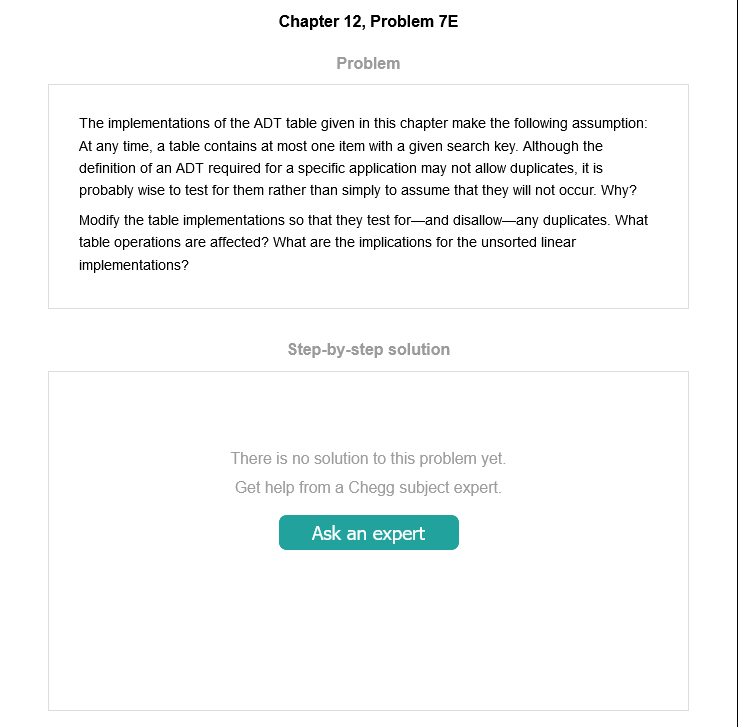 Chapter 12, Problem 7E
Problem
The implementations of the ADT table given in this chapter make the following assumption:
At any time, a table contains at most one item with a given search key. Although the
definition of an ADT required for a specific application may not allow duplicates, it is
probably wise to test for them rather than simply to assume that they will not occur. Why?
Modify the table implementations so that they test for—and disallow—any duplicates. What
table operations are affected? What are the implications for the unsorted linear
implementations?
Step-by-step solution
There is no solution to this problem yet.
Get help from a Chegg subject expert.
Ask an expert